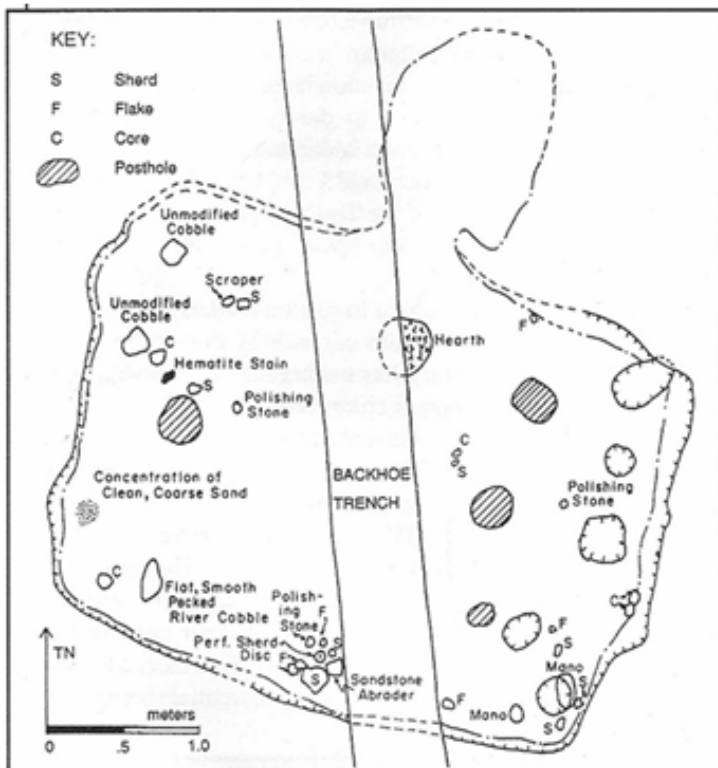 KEY:
S Sherd
F Flake
C Core
Posthole
Unmodified
Cobble
Scraper
S
Unmodified
Cobble
C
Hematite Stain
S
Polishing
Stone
Hearth
F
C
S
BACKHOE
TRENCH
Polishing
Stone
Concentration of
Clean, Coarse Sand
C
Flat, Smooth
Pecked
River Cobble
Polish-
ing
Stone
F
S
Perf. Sherd
Disc
F
S
Sandstone
Abrader
F
S
Mano
S
F
Mano
S
TN
meters
0 .5 1.0